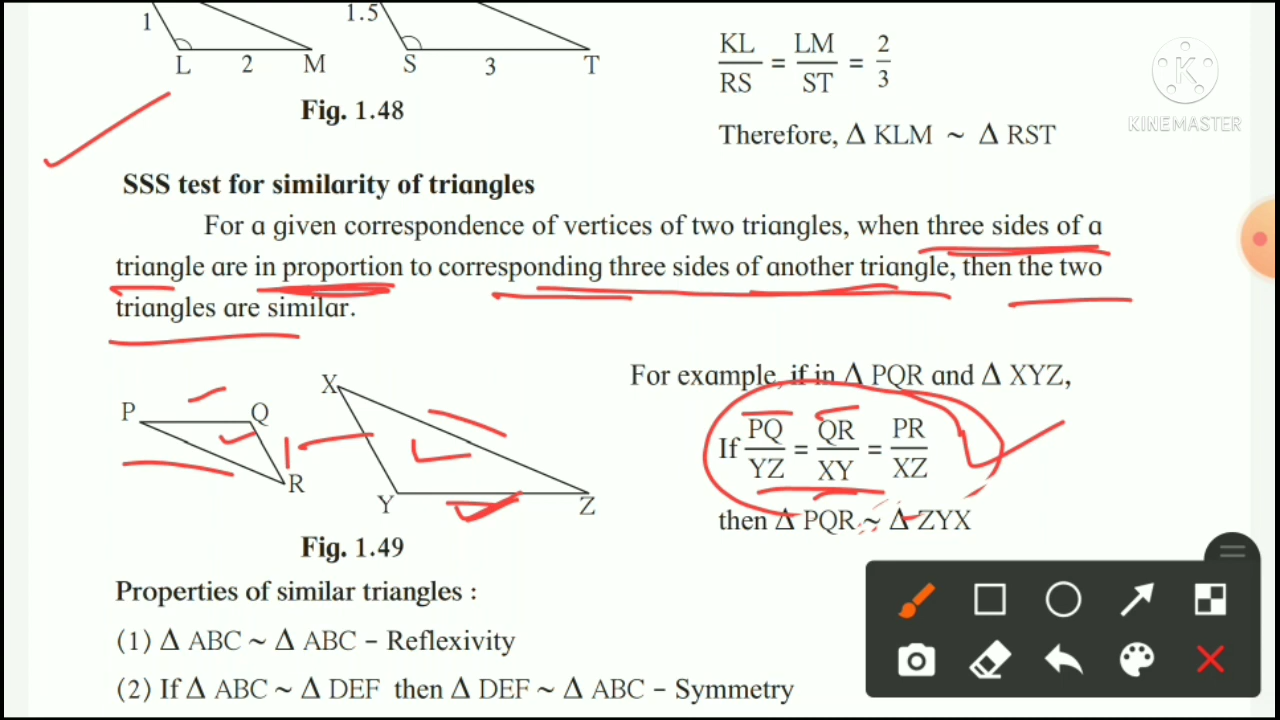 1
L 2 M
1.5
S 3 T
Fig. 1.48
KL/RS = LM/ST = 2/3
Therefore, Δ KLM ~ Δ RST
KINEMASTER
SSS test for similarity of triangles
For a given correspondence of vertices of two triangles, when three sides of a
triangle are in proportion to corresponding three sides of another triangle, then the two
triangles are similar.
P Q R
X Y Z
Fig. 1.49
For example, if in Δ PQR and Δ XYZ,
If PQ/YZ = QR/XY = PR/XZ
then Δ PQR ~ Δ ZYX
Properties of similar triangles :
(1) Δ ABC ~ Δ ABC – Reflexivity
(2) If Δ ABC ~ Δ DEF then Δ DEF ~ Δ ABC – Symmetry